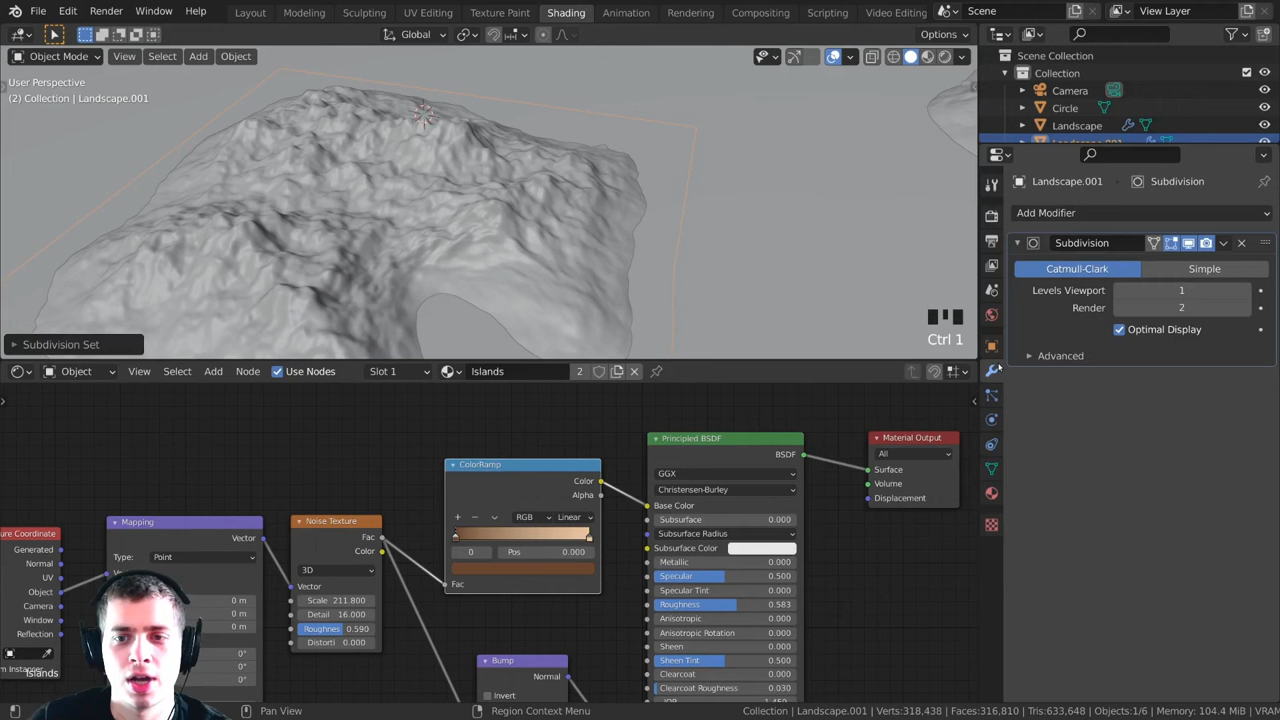 File Edit Render Window Help Layout Modeling Sculpting UV Editing Texture Paint Shading Animation Rendering Compositing Scripting Video Editing Scene View Layer
Global Options
Object Mode View Select Add Object
User Perspective
(2) Collection | Landscape.001
Scene Collection
Collection
Camera
Circle
Landscape
Landscape.001
Landscape.001 Subdivision
Add Modifier
Subdivision
Catmull-Clark Simple
Levels Viewport 1
Render 2
Optimal Display
Advanced
Ctrl 1
Subdivision Set
Object View Select Add Node Use Nodes Slot 1 Islands 2
Principled BSDF
BSDF
GGX
Christensen-Burley
Base Color
Subsurface 0.000
Subsurface Radius
Subsurface Color
Metallic 0.000
Specular 0.500
Specular Tint 0.000
Roughness 0.583
Anisotropic 0.000
Anisotropic Rotation 0.000
Sheen 0.000
Sheen Tint 0.500
Clearcoat 0.000
Clearcoat Roughness 0.030
Material Output
All
Surface
Volume
Displacement
ColorRamp
Color
Alpha
RGB Linear
0 Pos 0.000
Fac
Noise Texture
Fac
Color
3D
Vector
Scale 211.800
Detail 16.000
Roughnes 0.590
Distorti 0.000
Mapping
Vector
Type: Point
0 m
0 m
0°
0°
ure Coordinate
Generated
Normal
UV
Object
Camera
Window
Reflection
m Instancer
Islands
Bump
Normal
Invert
Pan View Region Context Menu Collection | Landscape.001 | Verts:318,438 | Faces:316,810 | Tris:633,648 | Objects:1/6 | Mem: 104.4 MiB | VRAM